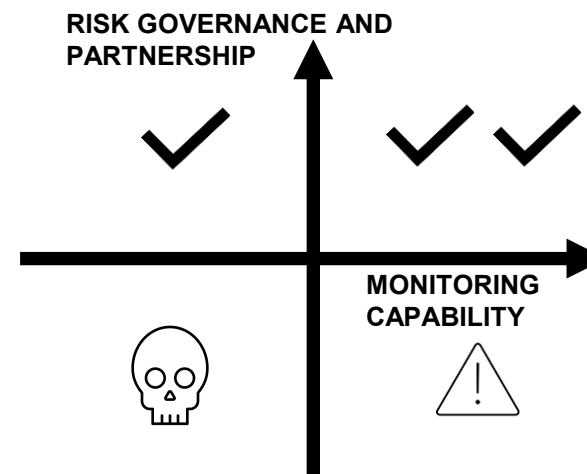 RISK GOVERNANCE AND
PARTNERSHIP
MONITORING
CAPABILITY